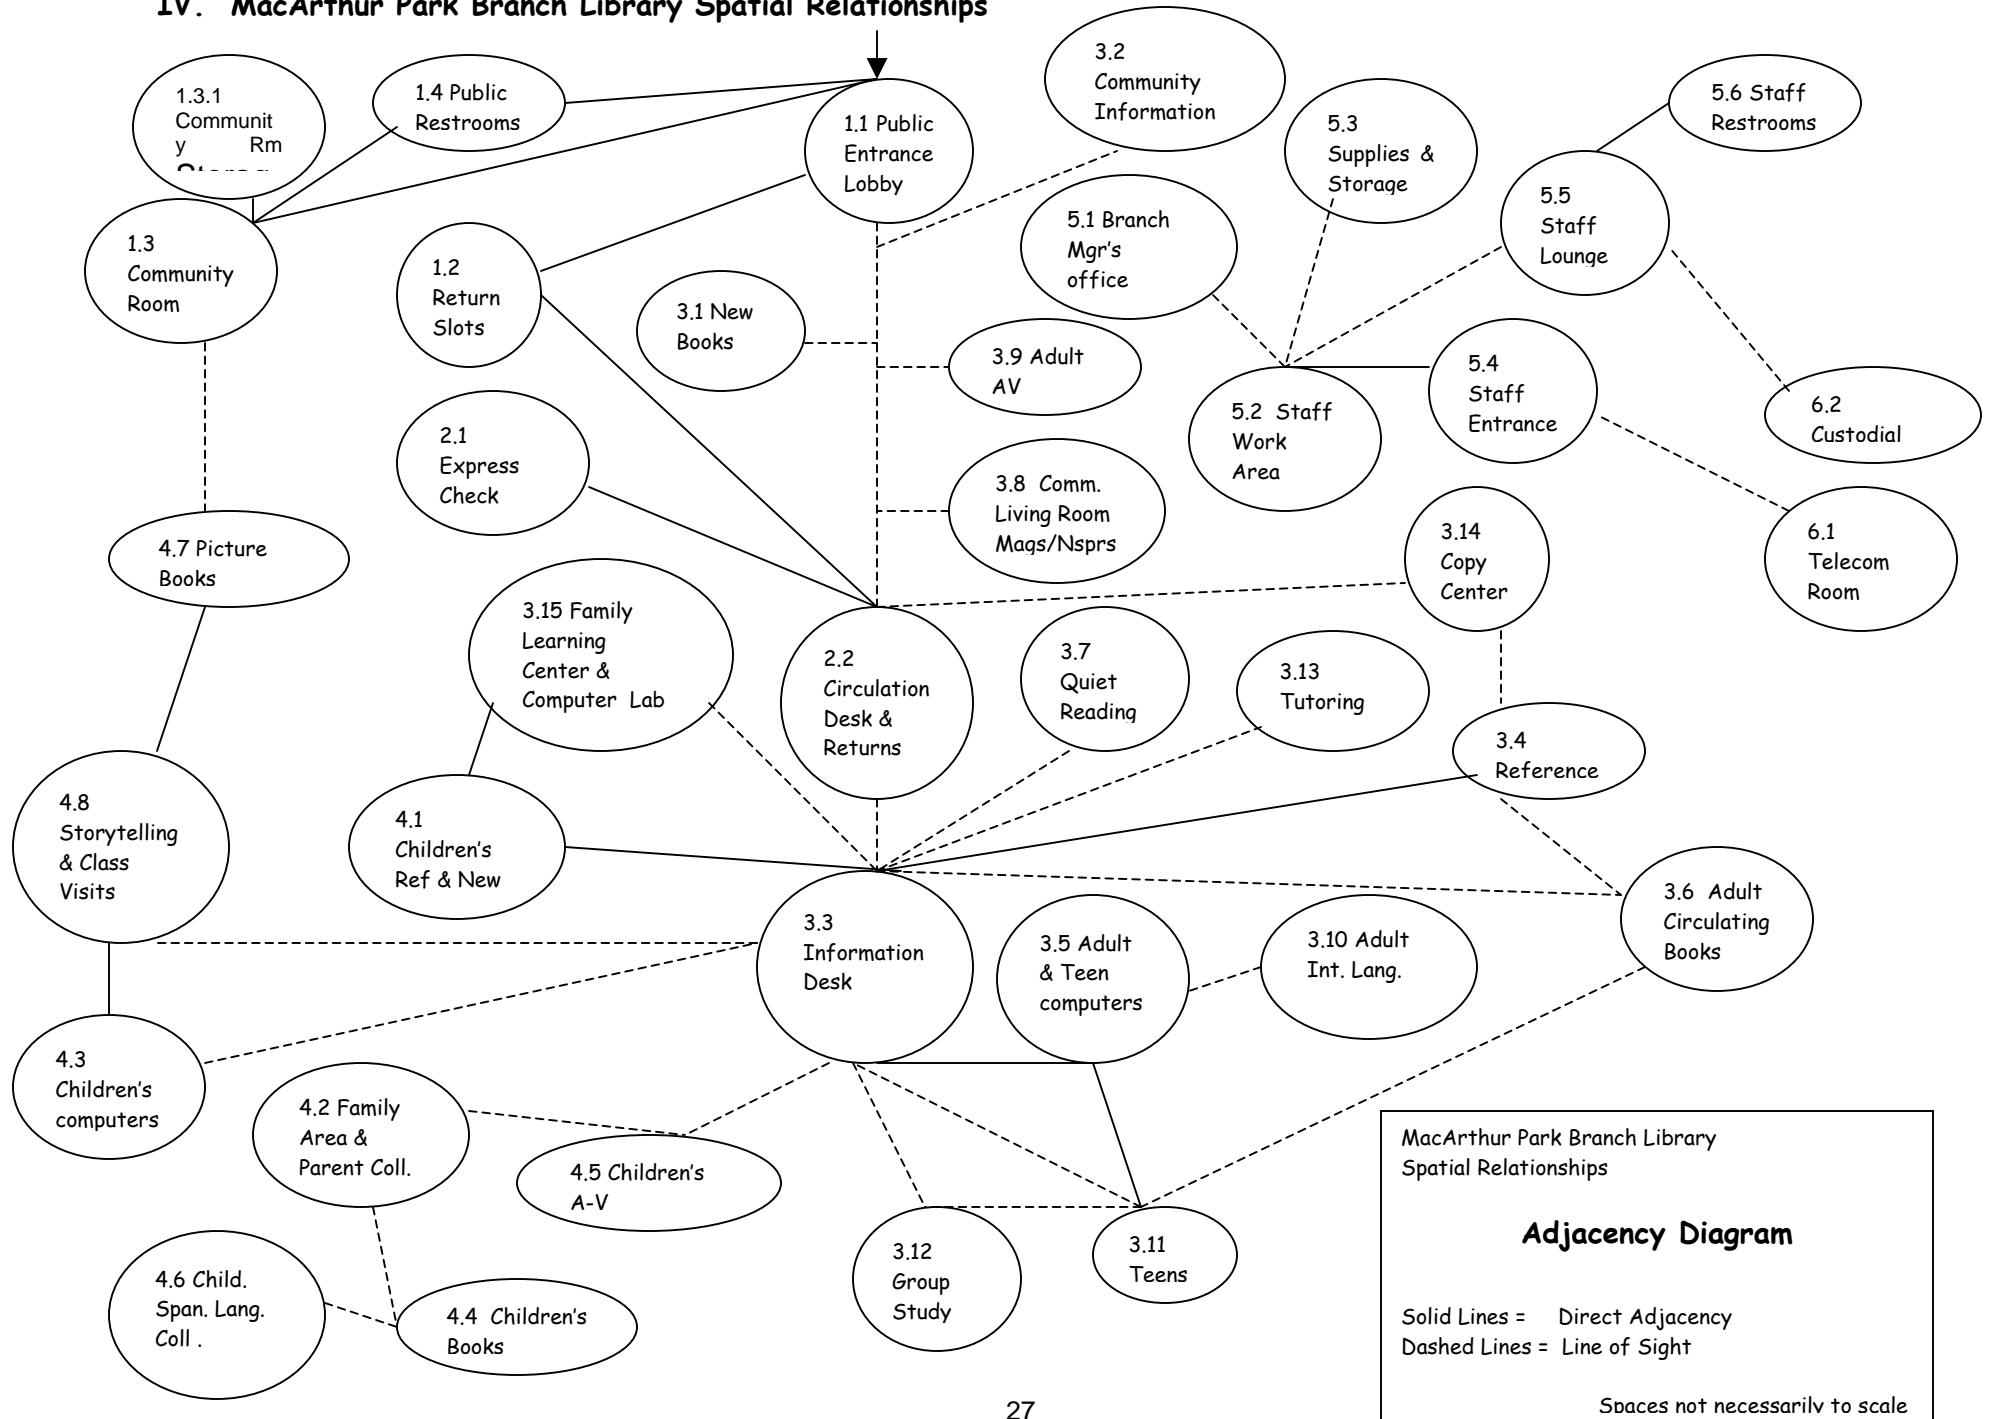 IV. MacArthur Park Branch Library Spatial Relationships
1.3.1
Communit
y Rm
1.4 Public
Restrooms
1.1 Public
Entrance
Lobby
3.2
Community
Information
5.3
Supplies &
Storage
5.6 Staff
Restrooms
5.5
Staff
Lounge
1.3
Community
Room
1.2
Return
Slots
3.1 New
Books
5.1 Branch
Mgr's
office
3.9 Adult
AV
5.2 Staff
Work
Area
5.4
Staff
Entrance
6.2
Custodial
2.1
Express
Check
3.8 Comm.
Living Room
Mags/Nsprs
3.14
Copy
Center
6.1
Telecom
Room
4.7 Picture
Books
3.15 Family
Learning
Center &
Computer Lab
2.2
Circulation
Desk &
Returns
3.7
Quiet
Reading
3.13
Tutoring
3.4
Reference
4.8
Storytelling
& Class
Visits
4.1
Children's
Ref & New
3.3
Information
Desk
3.5 Adult
& Teen
computers
3.10 Adult
Int. Lang.
3.6 Adult
Circulating
Books
4.3
Children's
computers
4.2 Family
Area &
Parent Coll.
4.5 Children's
A-V
3.12
Group
Study
3.11
Teens
4.6 Child.
Span. Lang.
Coll .
4.4 Children's
Books
MacArthur Park Branch Library
Spatial Relationships
Adjacency Diagram
Solid Lines = Direct Adjacency
Dashed Lines = Line of Sight
Spaces not necessarily to scale
27